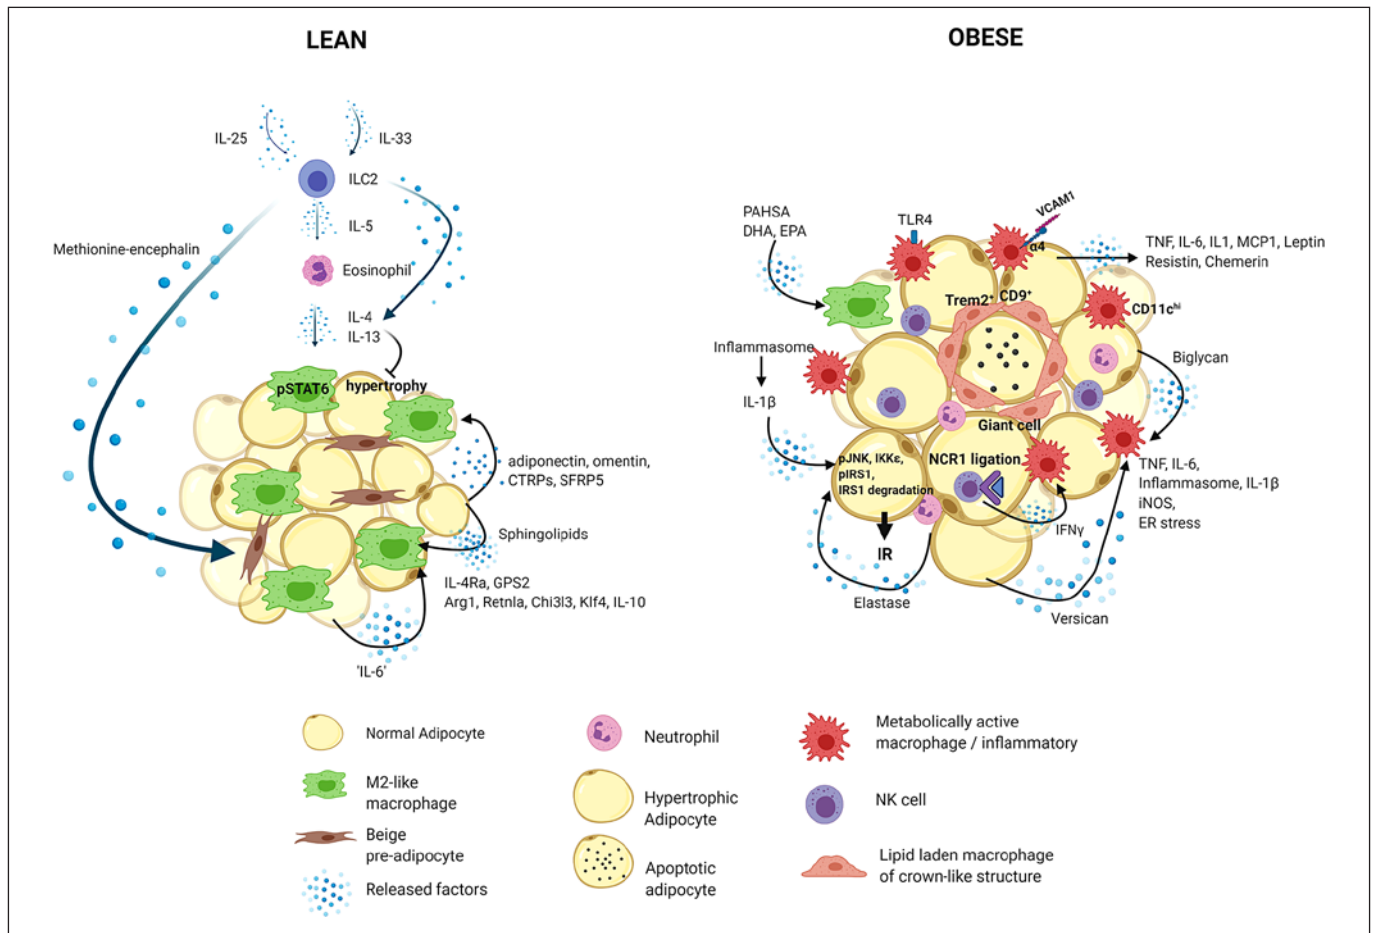 LEAN
IL-25
IL-33
ILC2
IL-5
Methionine-encephalin
Eosinophil
IL-4
IL-13
pSTAT6
hypertrophy
adiponectin, omentin,
CTRPs, SFRP5
Sphingolipids
IL-4Ra, GPS2
Arg1, Retnla, Chi3l3, Klf4, IL-10
'IL-6'
OBESE
PAHSA
DHA, EPA
TLR4
VCAM1
α4
TNF, IL-6, IL1, MCP1, Leptin
Resistin, Chemerin
Trem2⁺ CD9⁺
CD11cʰⁱ
Inflammasome
IL-1β
Biglycan
Giant cell
pJNK, IKKε,
pIRS1,
IRS1 degradation
NCR1 ligation
TNF, IL-6,
Inflammasome, IL-1β
iNOS,
ER stress
IFNγ
IR
Elastase
Versican
Normal Adipocyte
M2-like
macrophage
Beige
pre-adipocyte
Released factors
Neutrophil
Hypertrophic
Adipocyte
Apoptotic
adipocyte
Metabolically active
macrophage / inflammatory
NK cell
Lipid laden macrophage
of crown-like structure